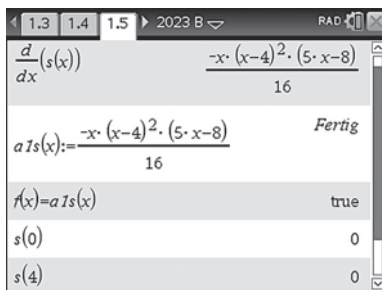 1.3 1.4 1.5 2023 B RAD
d/dx(s(x)) -x·(x-4)²·(5·x-8)/16
a1s(x):=-x·(x-4)²·(5·x-8)/16 Fertig
f(x)=a1s(x) true
s(0) 0
s(4) 0